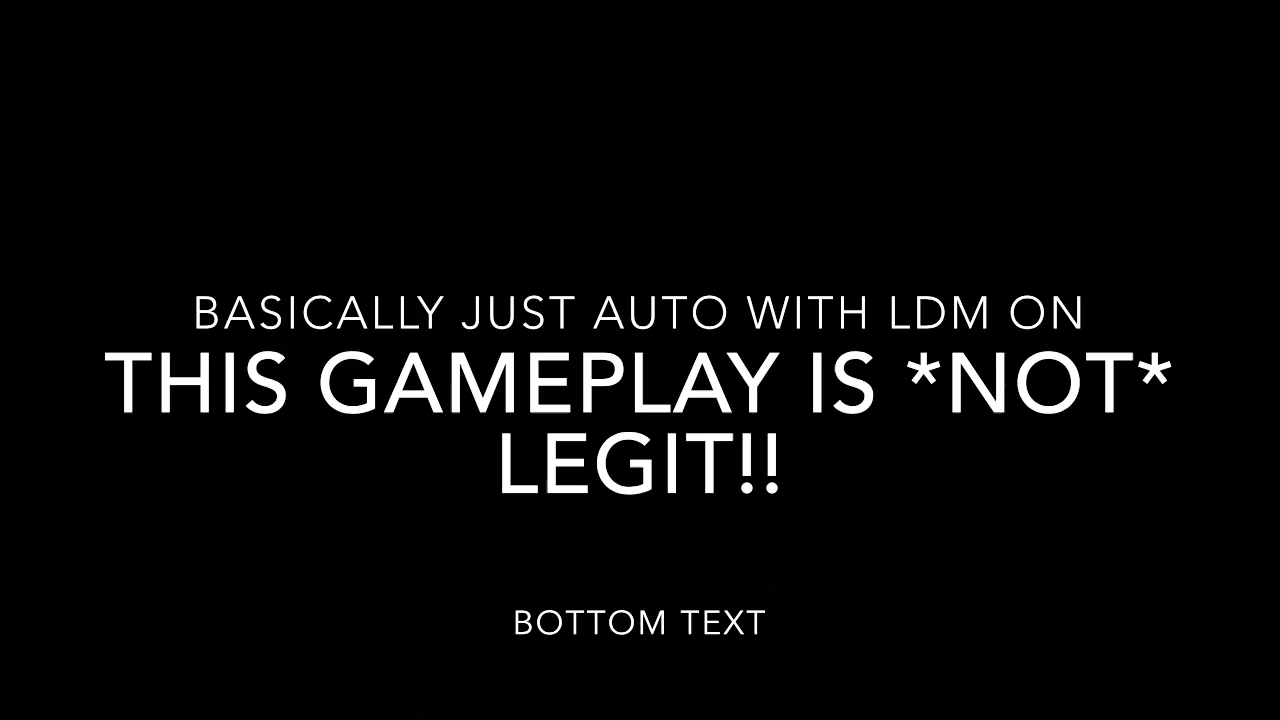 BASICALLY JUST AUTO WITH LDM ON
THIS GAMEPLAY IS *NOT*
LEGIT!!
BOTTOM TEXT